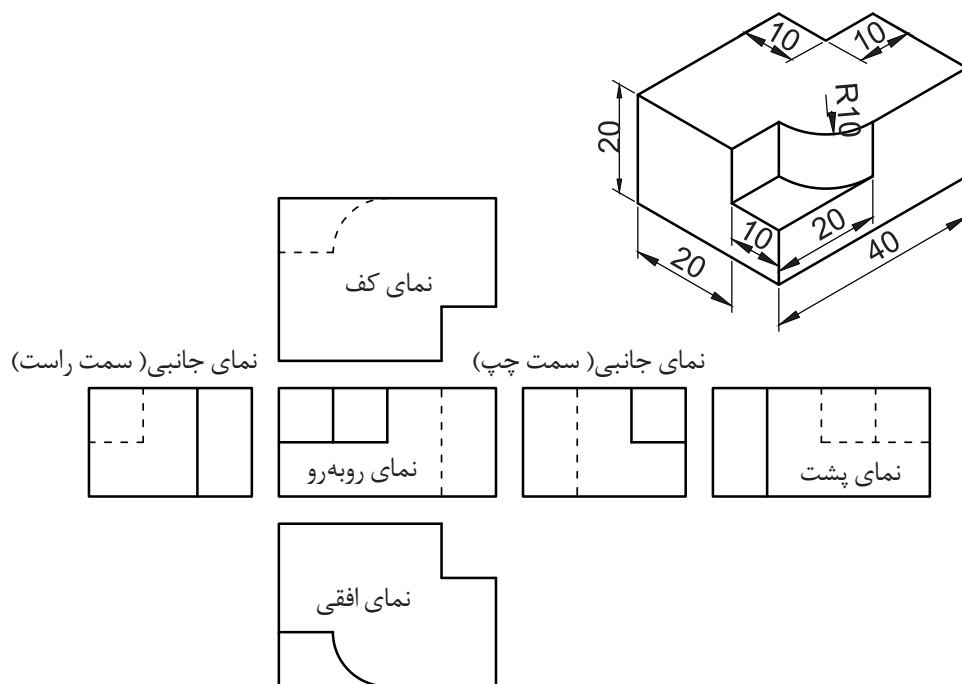 10
10
R10
20
10
20
20
40
نمای کف
نمای جانبی( سمت راست)
نمای جانبی( سمت چپ)
نمای روبه‌رو
نمای پشت
نمای افقی